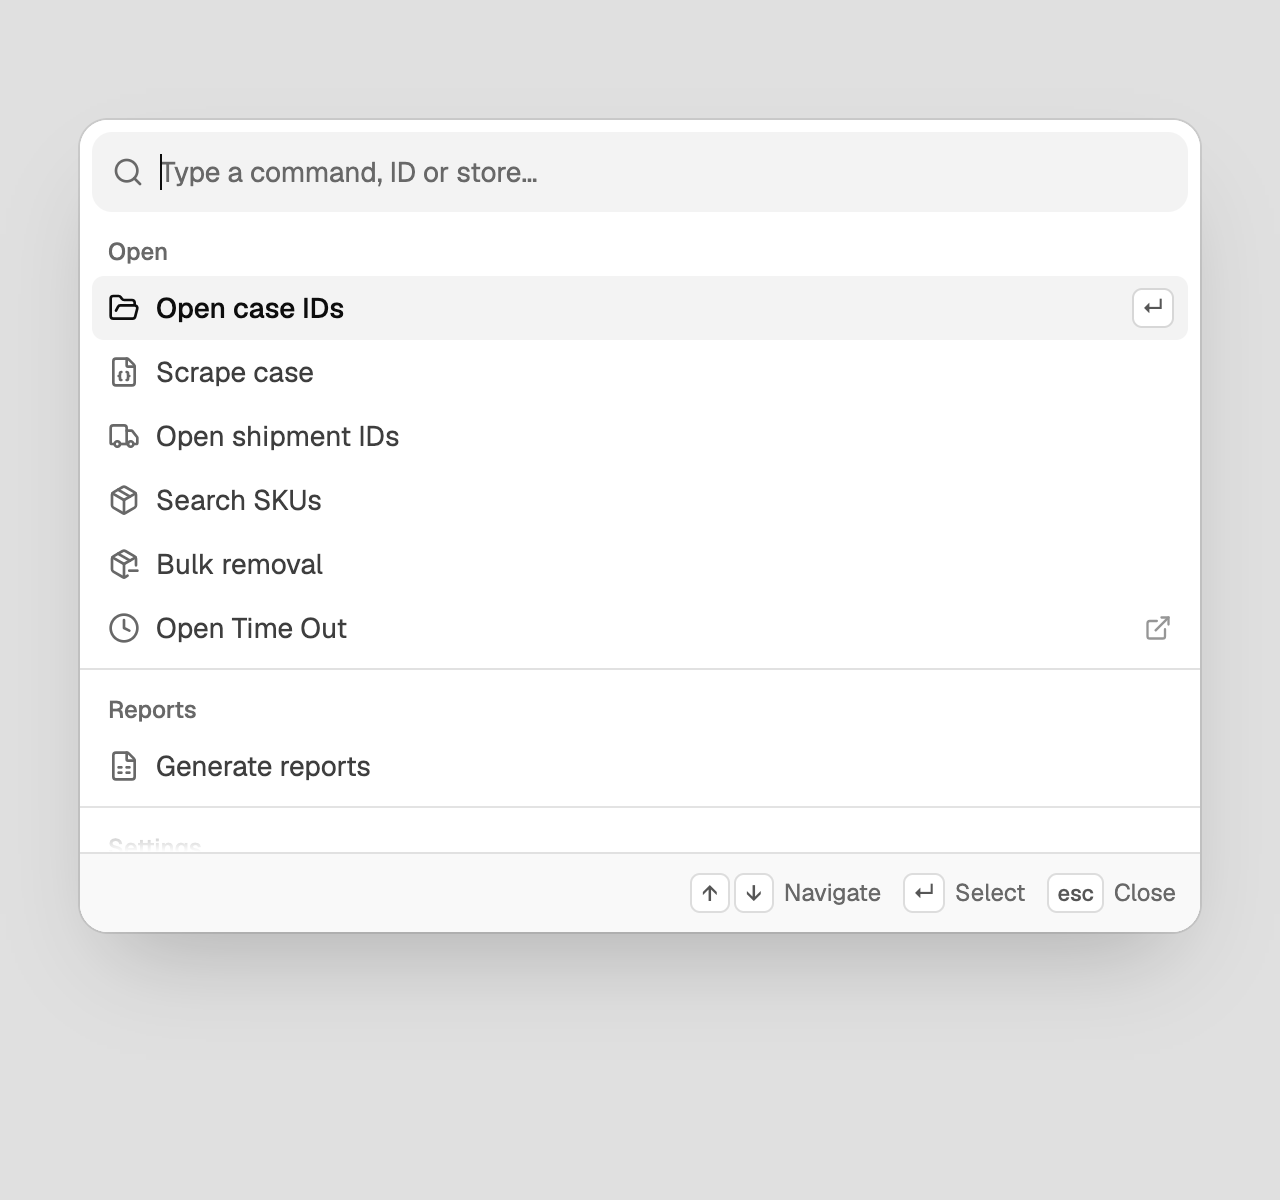 Type a command, ID or store…
Open
Open case IDs
Scrape case
Open shipment IDs
Search SKUs
Bulk removal
Open Time Out
Reports
Generate reports
Settings
Navigate Select esc Close